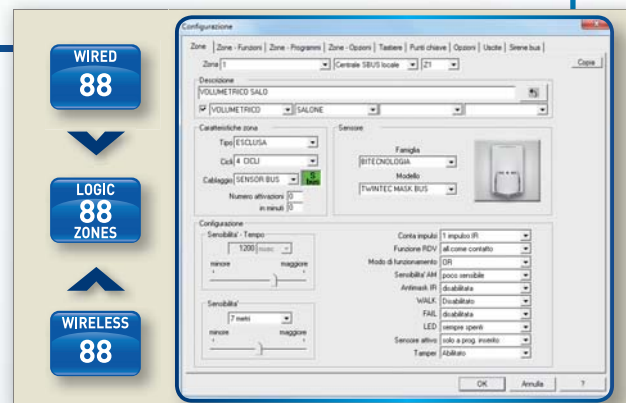 WIRED
88
LOGIC
88
ZONES
WIRELESS
88
Configurazione
Zone Zone - Funzioni Zone - Programmi Zone - Opzioni Tastiere Punti chiave Opzioni Uscite Sirene bus
Zona 1 Centrale SBUS locale Z1 Copia
Descrizione
VOLUMETRICO SALO
VOLUMETRICO SALONE
Caratteristiche zona
Tipo ESCLUSA
Cicli 4 CICLI
Cablaggio SENSOR BUS S bus
Numero attivazioni 0
in minuti 0
Sensore
Famiglia
BITECNOLOGIA
Modello
TWINTEC MASK BUS
Configurazione
Sensibilita' - Tempo
1200
minore maggiore
Sensibilita'
7 metri
minore maggiore
Conta impulsi 1 impulso IR
Funzione RDV all.come contatto
Modo di funzionamento OR
Sensibilita' AM poco sensibile
Antimask IR disabilitata
WALK Disabilitato
FAIL disabilitata
LED sempre spenti
Sensore attivo solo a prog. inserito
Tamper Abilitato
OK Annulla ?